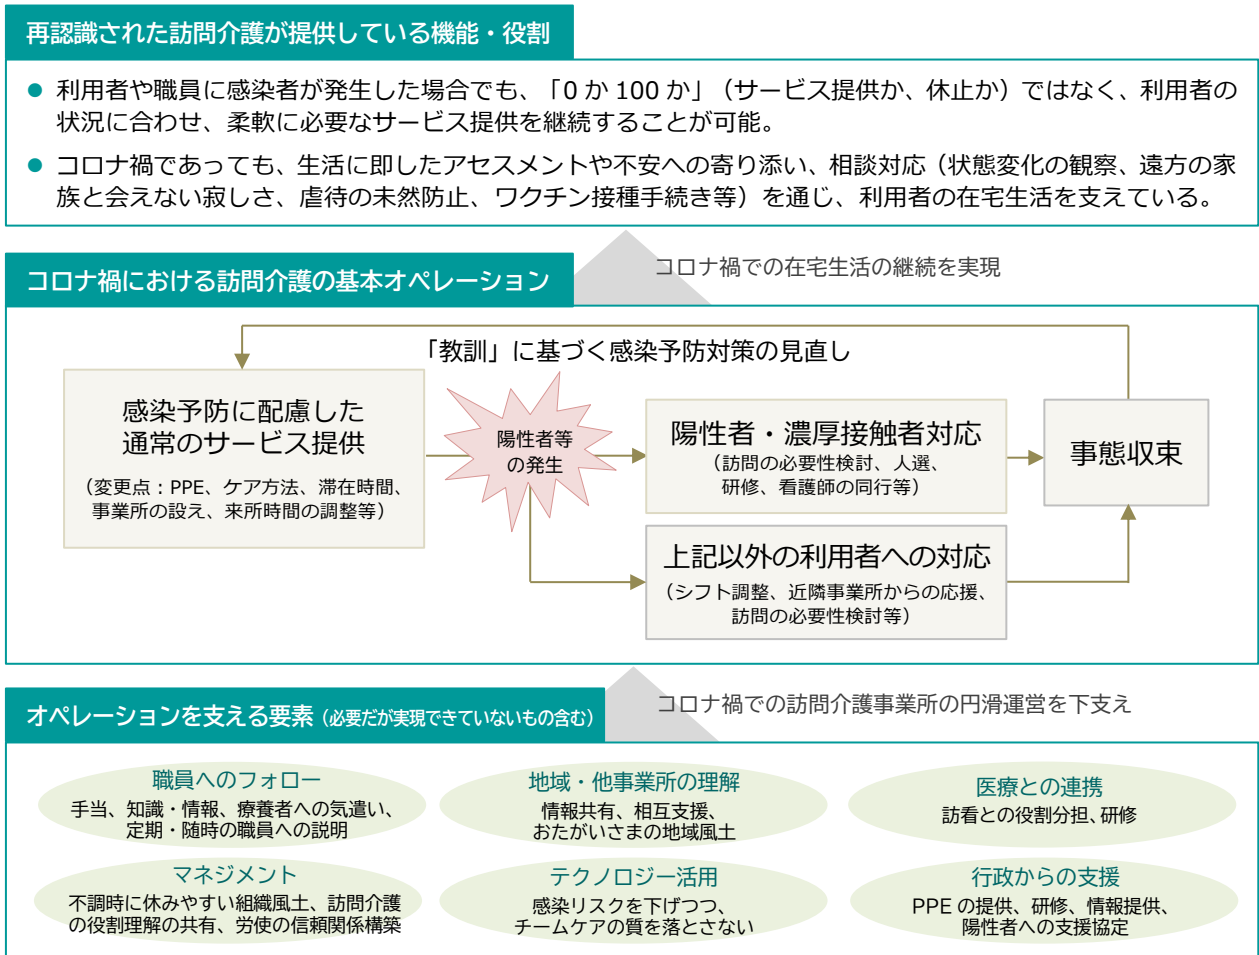 再認識された訪問介護が提供している機能・役割
● 利用者や職員に感染者が発生した場合でも、「0 か 100 か」（サービス提供か、休止か）ではなく、利用者の
状況に合わせ、柔軟に必要なサービス提供を継続することが可能。
● コロナ禍であっても、生活に即したアセスメントや不安への寄り添い、相談対応（状態変化の観察、遠方の家
族と会えない寂しさ、虐待の未然防止、ワクチン接種手続き等）を通じ、利用者の在宅生活を支えている。
コロナ禍での在宅生活の継続を実現
コロナ禍における訪問介護の基本オペレーション
「教訓」に基づく感染予防対策の見直し
感染予防に配慮した
通常のサービス提供
（変更点：PPE、ケア方法、滞在時間、
事業所の設え、来所時間の調整等）
陽性者等
の発生
陽性者・濃厚接触者対応
（訪問の必要性検討、人選、
研修、看護師の同行等）
事態収束
上記以外の利用者への対応
（シフト調整、近隣事業所からの応援、
訪問の必要性検討等）
コロナ禍での訪問介護事業所の円滑運営を下支え
オペレーションを支える要素（必要だが実現できていないもの含む）
職員へのフォロー
手当、知識・情報、療養者への気遣い、
定期・随時の職員への説明
地域・他事業所の理解
情報共有、相互支援、
おたがいさまの地域風土
医療との連携
訪看との役割分担、研修
マネジメント
不調時に休みやすい組織風土、訪問介護
の役割理解の共有、労使の信頼関係構築
テクノロジー活用
感染リスクを下げつつ、
チームケアの質を落とさない
行政からの支援
PPE の提供、研修、情報提供、
陽性者への支援協定